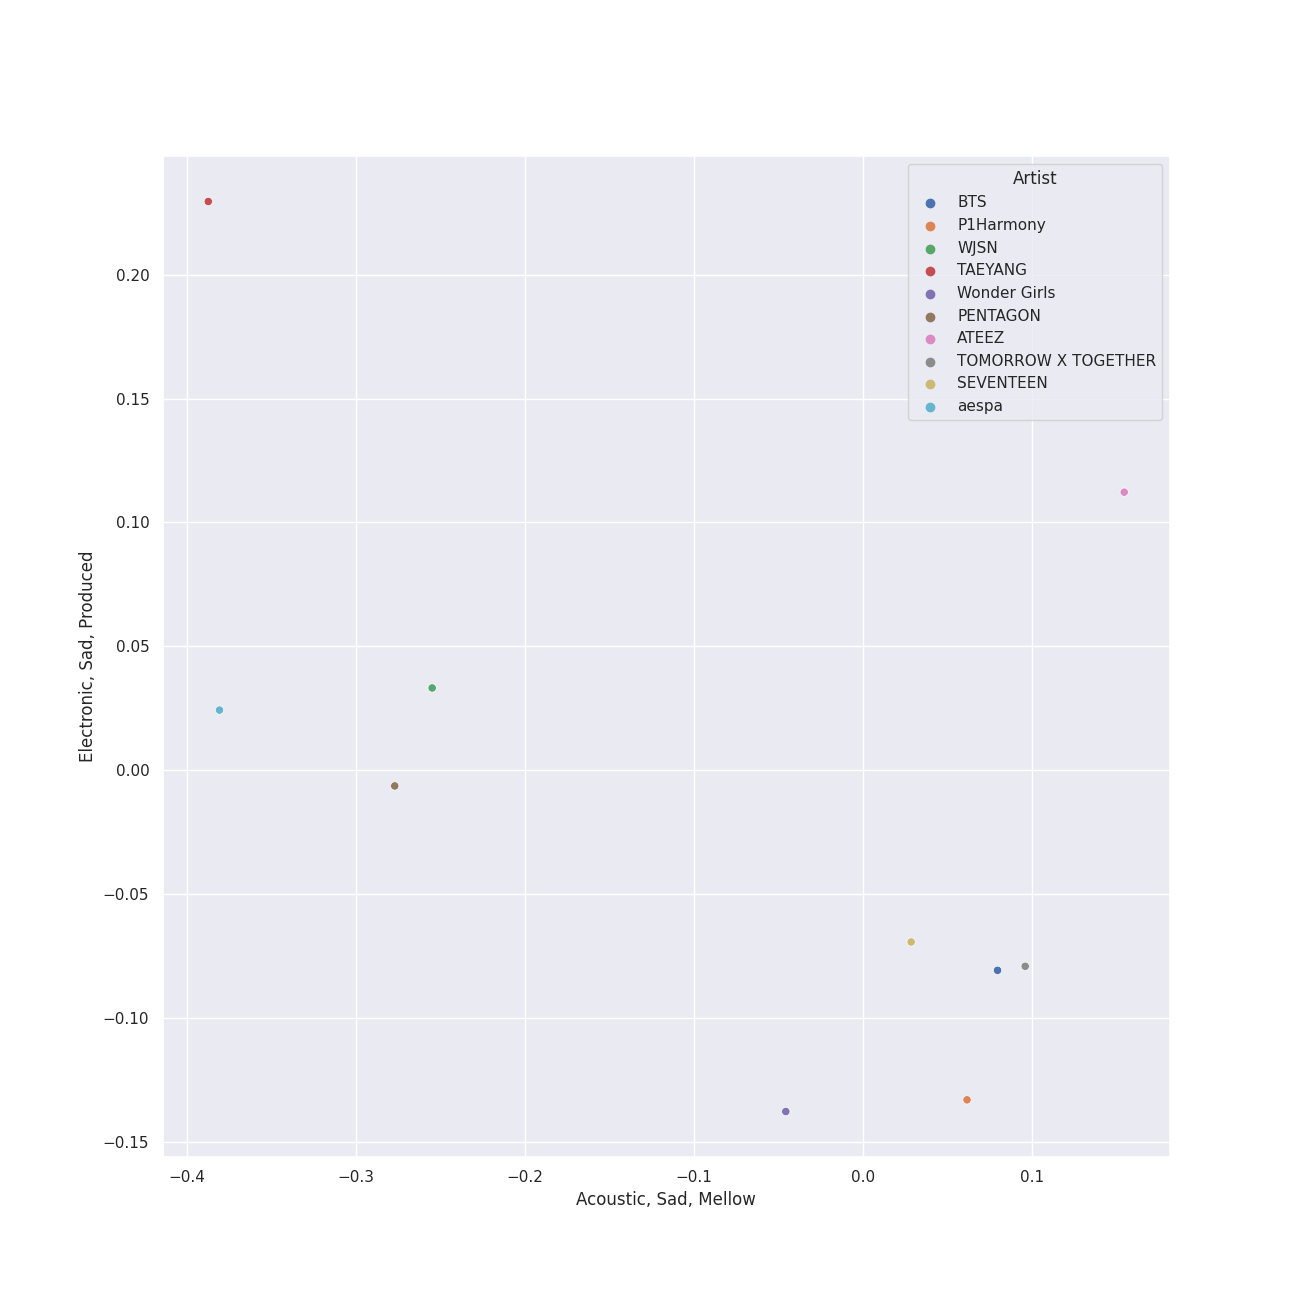 Artist
BTS
P1Harmony
WJSN
TAEYANG
Wonder Girls
PENTAGON
ATEEZ
TOMORROW X TOGETHER
SEVENTEEN
aespa
Electronic, Sad, Produced
0.20
0.15
0.10
0.05
0.00
−0.05
−0.10
−0.15
−0.4 −0.3 −0.2 −0.1 0.0 0.1
Acoustic, Sad, Mellow